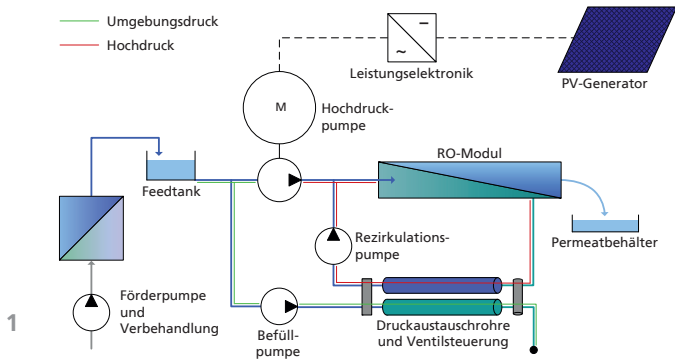 Umgebungsdruck
Hochdruck
Leistungselektronik
PV-Generator
M
Hochdruck-
pumpe
RO-Modul
Feedtank
Permeatbehälter
Rezirkulations-
pumpe
Förderpumpe
und
Verbehandlung
Befüll-
pumpe
Druckaustauschrohre
und Ventilsteuerung
1